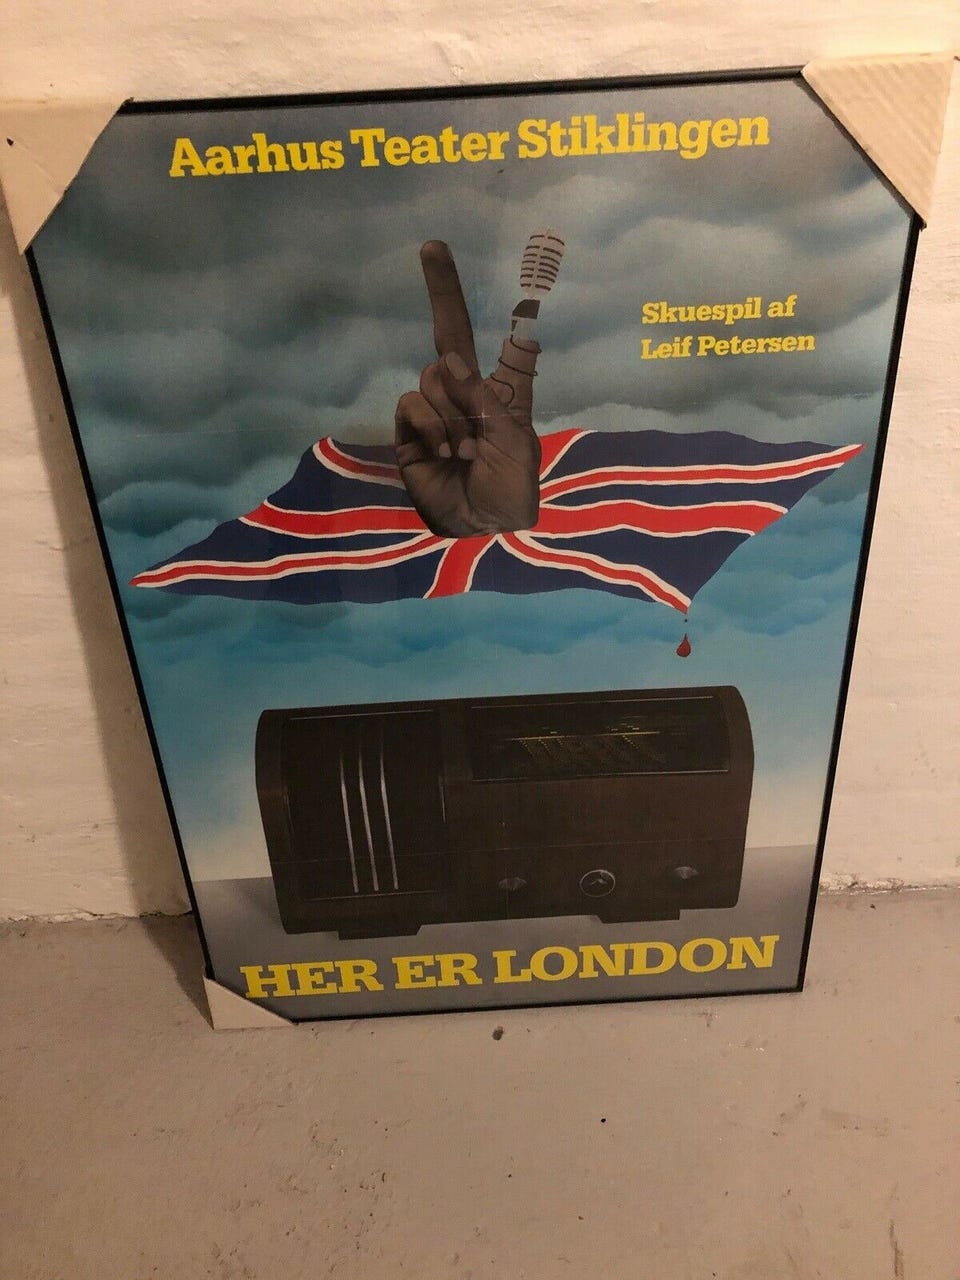 Aarhus Teater Stiklingen
Skuespil af
Leif Petersen
HER ER LONDON